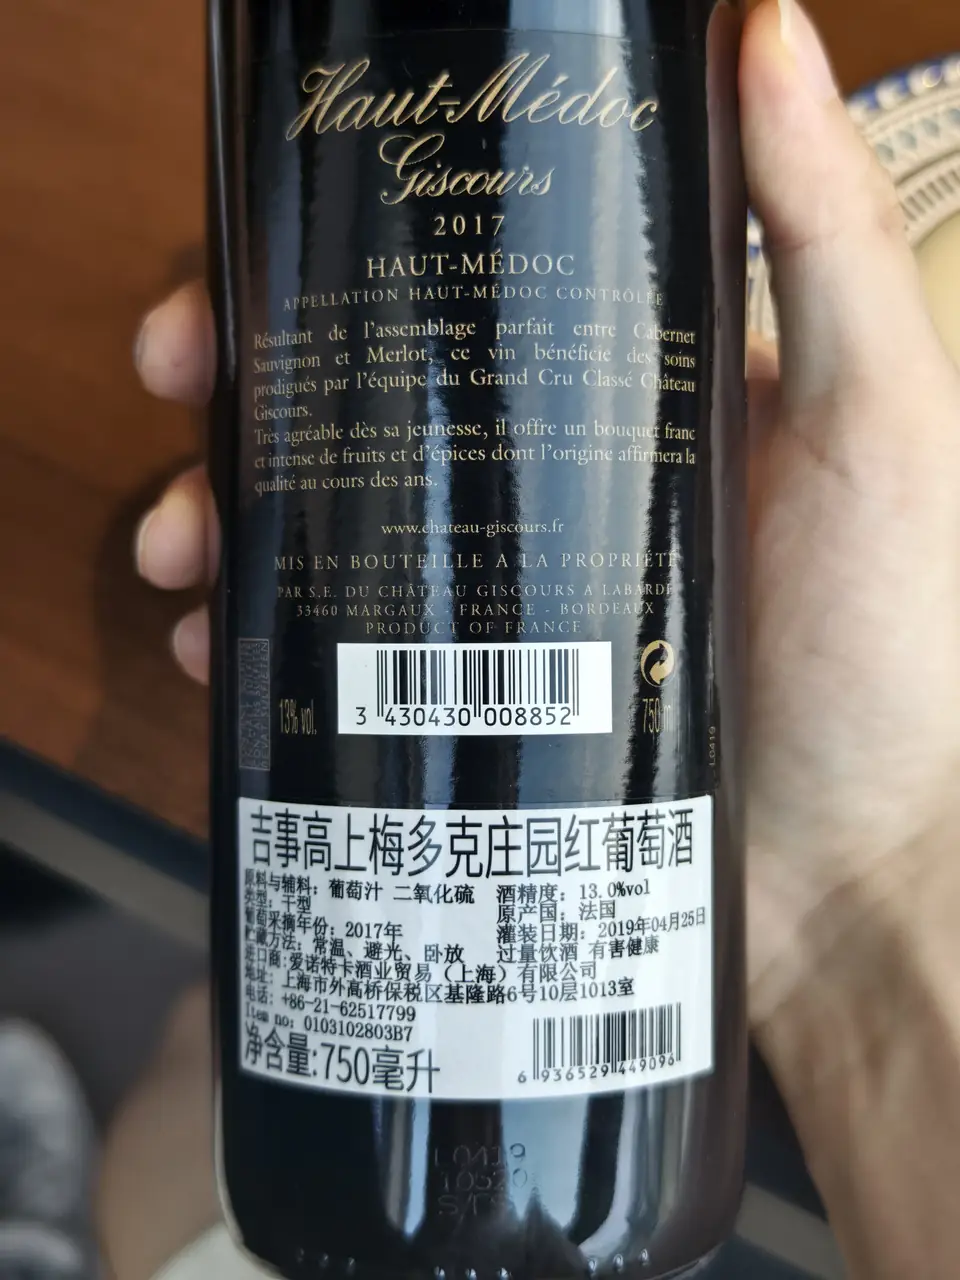 Haut-Médoc
Giscours
2017
HAUT-MÉDOC
APPELLATION HAUT-MÉDOC CONTRÔLÉE
Résultant de l'assemblage parfait entre Cabernet
Sauvignon et Merlot, ce vin bénéficie des soins
prodigués par l'équipe du Grand Cru Classé Château
Giscours.
Très agréable dès sa jeunesse, il offre un bouquet franc
et intense de fruits et d'épices dont l'origine affirmera la
qualité au cours des ans.
www.chateau-giscours.fr
MIS EN BOUTEILLE A LA PROPRIÉTÉ
PAR S.E. DU CHÂTEAU GISCOURS A LABARDE
33460 MARGAUX - FRANCE - BORDEAUX
PRODUCT OF FRANCE
13% vol.
3 430430 008852
750 ml
L0419
吉事高上梅多克庄园红葡萄酒
原料与辅料: 葡萄汁 二氧化硫 酒精度: 13.0%vol
类型: 干型 原产国: 法国
葡萄采摘年份: 2017年 灌装日期: 2019年04月25日
贮藏方法: 常温、避光、卧放 过量饮酒 有害健康
进口商: 爱诺特卡酒业贸易（上海）有限公司
地址: 上海市外高桥保税区基隆路6号10层1013室
电话: +86-21-62517799
Item no: 0103102803B7
净含量:750毫升
6 936529 449096
L0419